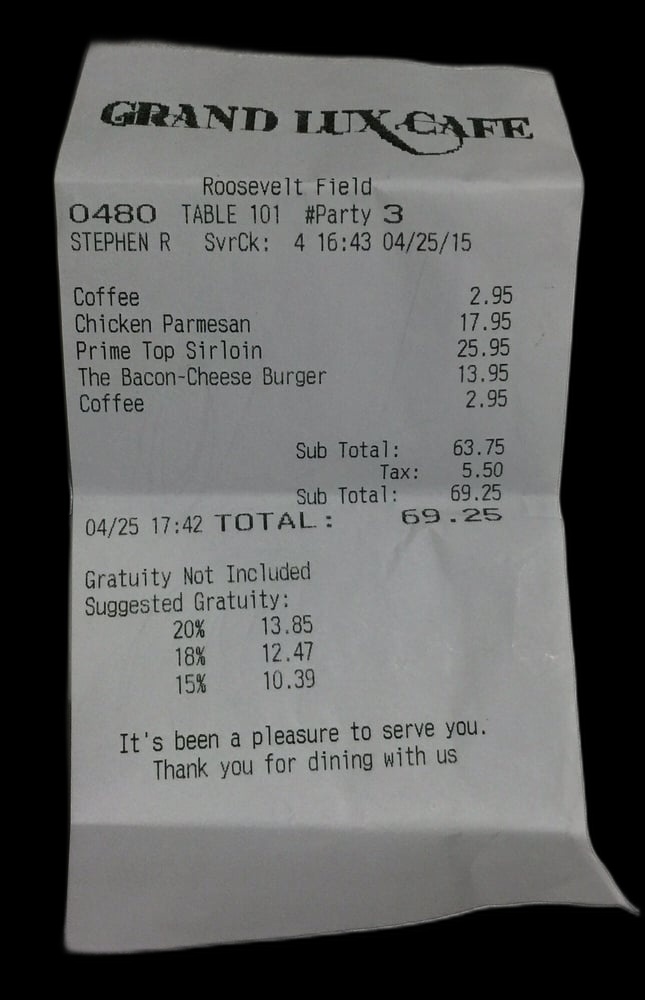 GRAND LUX CAFE
Roosevelt Field
0480 TABLE 101 #Party 3
STEPHEN R SvrCk: 4 16:43 04/25/15
Coffee 2.95
Chicken Parmesan 17.95
Prime Top Sirloin 25.95
The Bacon-Cheese Burger 13.95
Coffee 2.95
Sub Total: 63.75
Tax: 5.50
Sub Total: 69.25
04/25 17:42 TOTAL: 69.25
Gratuity Not Included
Suggested Gratuity:
20% 13.85
18% 12.47
15% 10.39
It's been a pleasure to serve you.
Thank you for dining with us